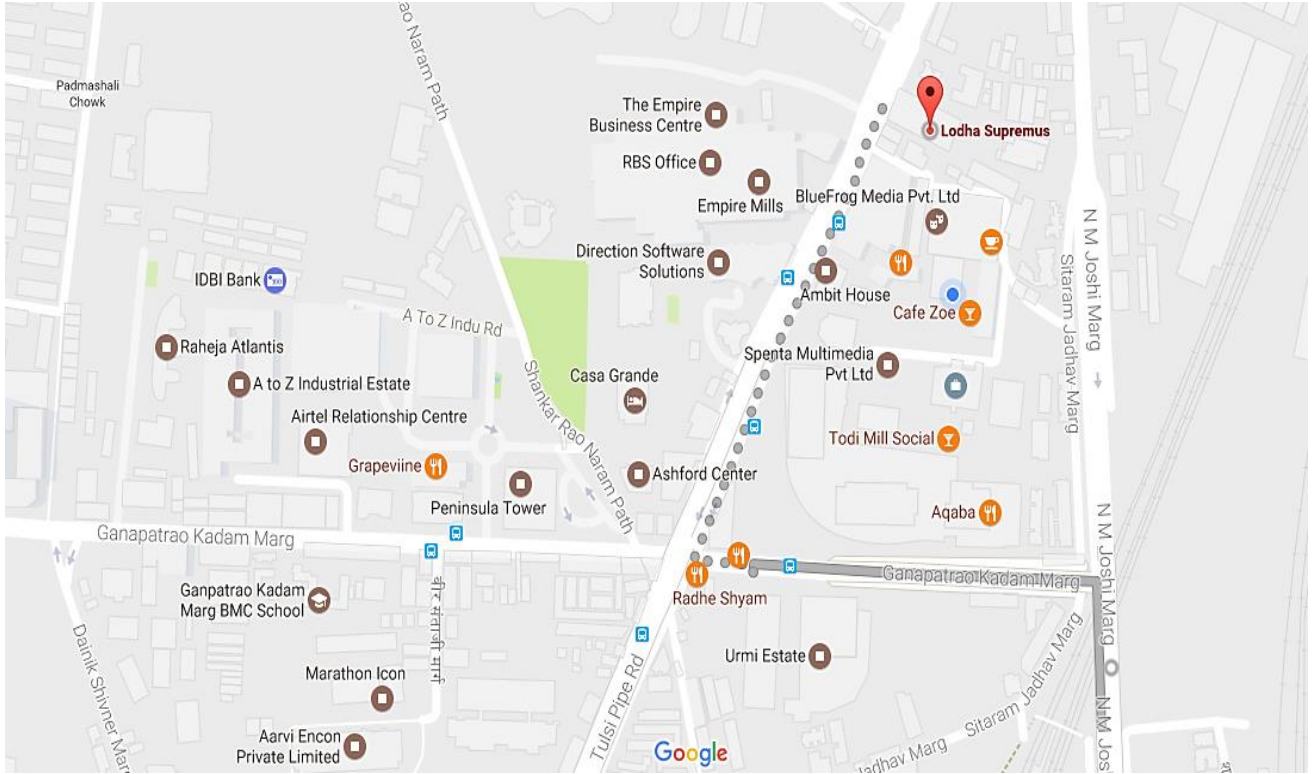 ao Naram Path
Padmashali
Chowk
The Empire
Business Centre
Lodha Supremus
RBS Office
Empire Mills
BlueFrog Media Pvt. Ltd
Direction Software
Solutions
IDBI Bank
Ambit House
Cafe Zoe
N M Joshi Marg
Sitaram Jadhav Marg
A To Z Indu Rd
Raheja Atlantis
A to Z Industrial Estate
Shankar Rao Naram Path
Casa Grande
Spenta Multimedia
Pvt Ltd
Airtel Relationship Centre
Grapeviine
Todi Mill Social
Ashford Center
Peninsula Tower
Aqaba
N M Joshi Marg
Ganapatrao Kadam Marg
Ganapatrao Kadam Marg
Radhe Shyam
Ganpatrao Kadam
Marg BMC School
वीर संताजी मार्ग
Dainik Shivner Marg
Urmi Estate
Marathon Icon
Tulsi Pipe Rd
Sitaram Jadhav Marg
Jadhav Marg
N M Jos
Aarvi Encon
Private Limited
Google